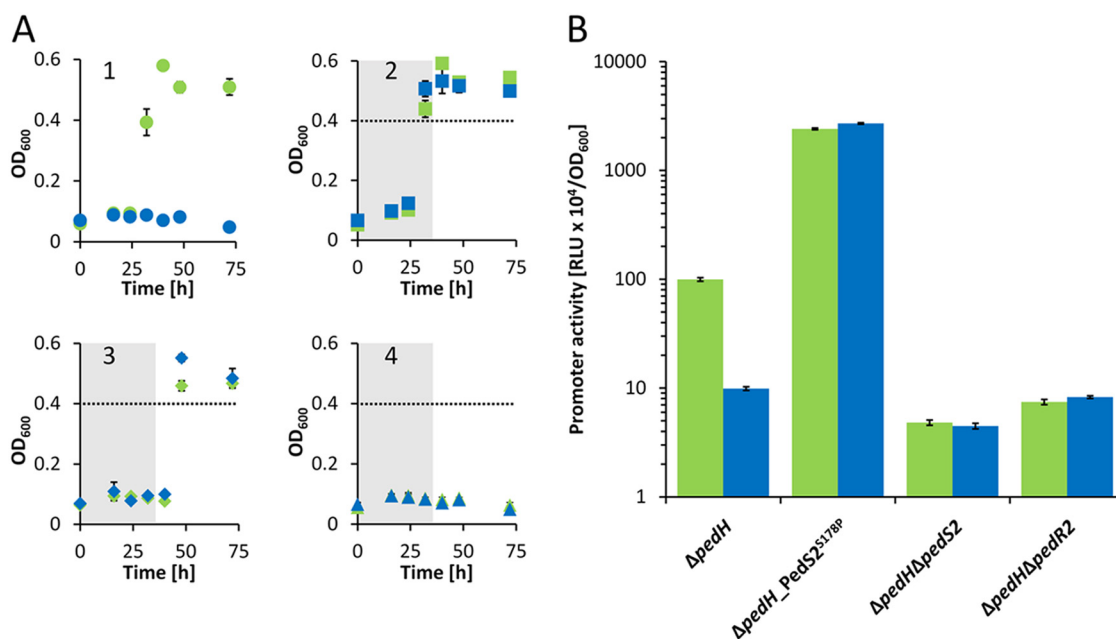 A
B
1
OD600
0.6
0.4
0.2
0
0 25 50 75
Time [h]
2
OD600
0.6
0.4
0.2
0
0 25 50 75
Time [h]
3
OD600
0.6
0.4
0.2
0
0 25 50 75
Time [h]
4
OD600
0.6
0.4
0.2
0
0 25 50 75
Time [h]
Promoter activity [RLU x 10⁴/OD₆₀₀]
10000
1000
100
10
1
ΔpedH
ΔpedH_PedS2^S178P
ΔpedHΔpedS2
ΔpedHΔpedR2